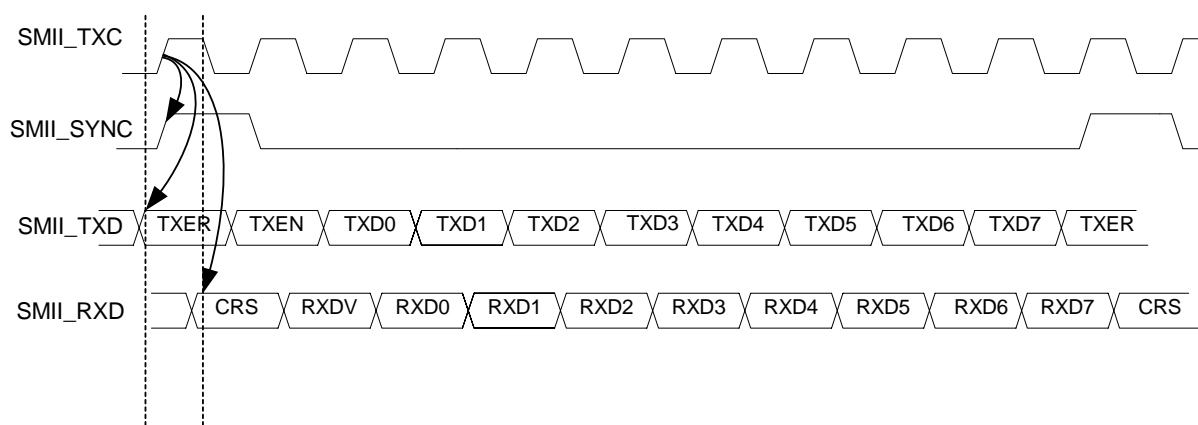 SMII_TXC
SMII_SYNC
SMII_TXD TXER TXEN TXD0 TXD1 TXD2 TXD3 TXD4 TXD5 TXD6 TXD7 TXER
SMII_RXD CRS RXDV RXD0 RXD1 RXD2 RXD3 RXD4 RXD5 RXD6 RXD7 CRS